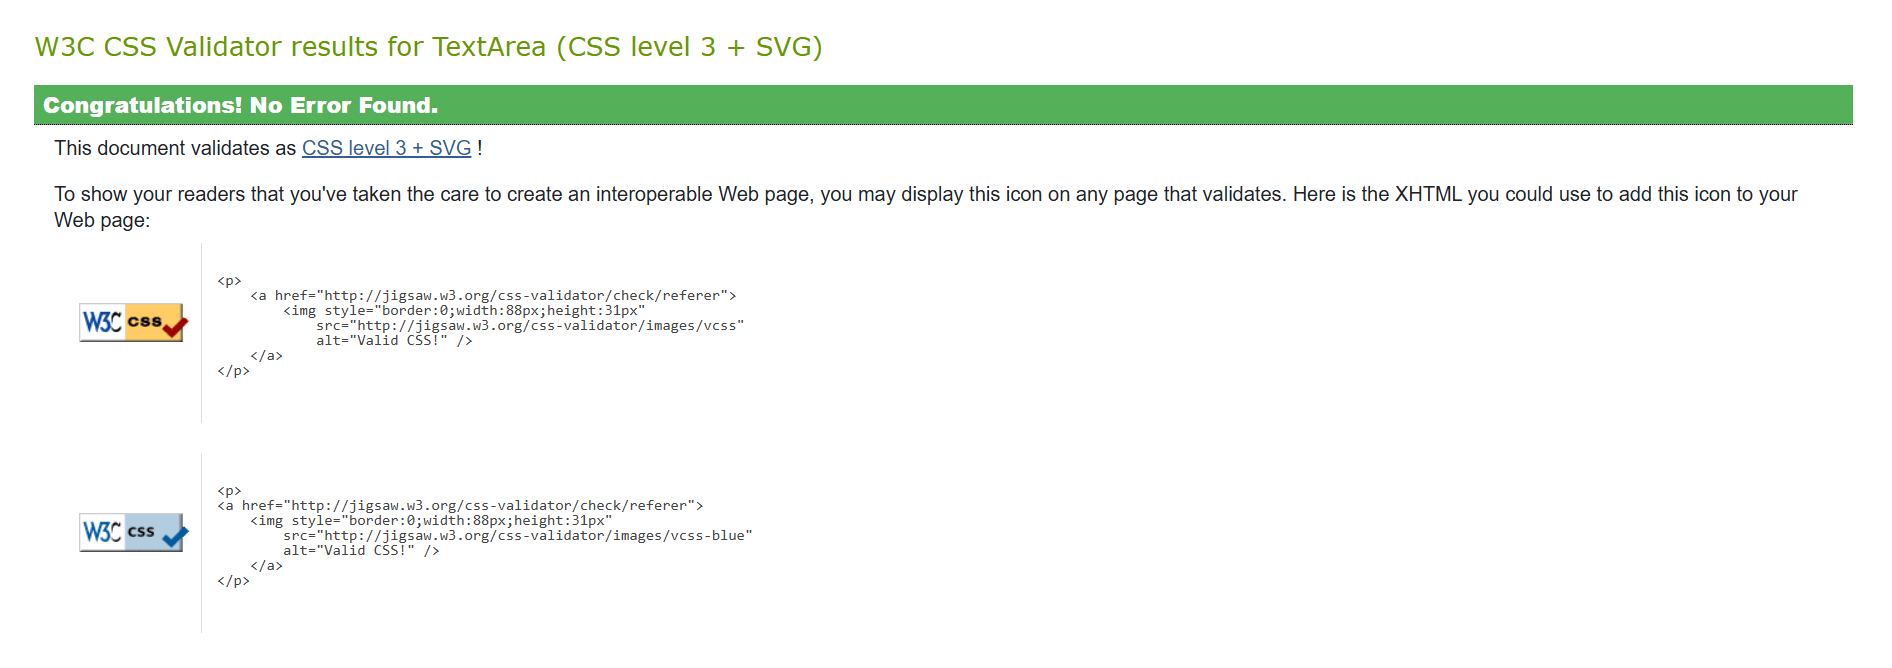 W3C CSS Validator results for TextArea (CSS level 3 + SVG)
Congratulations! No Error Found.
This document validates as CSS level 3 + SVG !
To show your readers that you've taken the care to create an interoperable Web page, you may display this icon on any page that validates. Here is the XHTML you could use to add this icon to your
Web page:
W3C css
<p>
    <a href="http://jigsaw.w3.org/css-validator/check/referer">
        <img style="border:0;width:88px;height:31px"
            src="http://jigsaw.w3.org/css-validator/images/vcss"
            alt="Valid CSS!" />
    </a>
</p>
W3C css
<p>
<a href="http://jigsaw.w3.org/css-validator/check/referer">
    <img style="border:0;width:88px;height:31px"
        src="http://jigsaw.w3.org/css-validator/images/vcss-blue"
        alt="Valid CSS!" />
    </a>
</p>